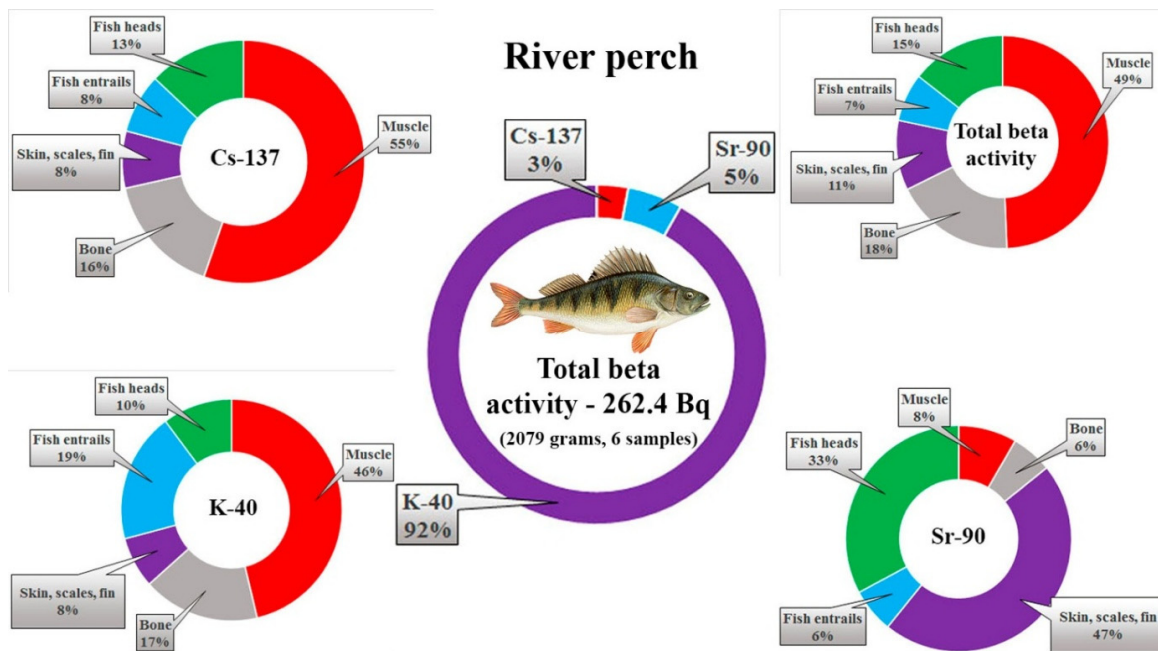 River perch
Fish heads
13%
Fish entrails
8%
Skin, scales, fin
8%
Bone
16%
Muscle
55%
Cs-137
Cs-137
3%
Sr-90
5%
K-40
92%
Total beta
activity - 262.4 Bq
(2079 grams, 6 samples)
Fish heads
15%
Fish entrails
7%
Skin, scales, fin
11%
Bone
18%
Muscle
49%
Total beta
activity
Fish heads
10%
Fish entrails
19%
Skin, scales, fin
8%
Bone
17%
Muscle
46%
K-40
Muscle
8%
Bone
6%
Fish heads
33%
Fish entrails
6%
Skin, scales, fin
47%
Sr-90